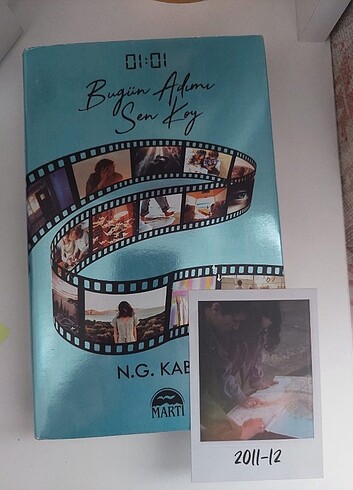 01:01
Bugün Adımı
Sen Koy
N.G. KAB
MARTI
2011-12